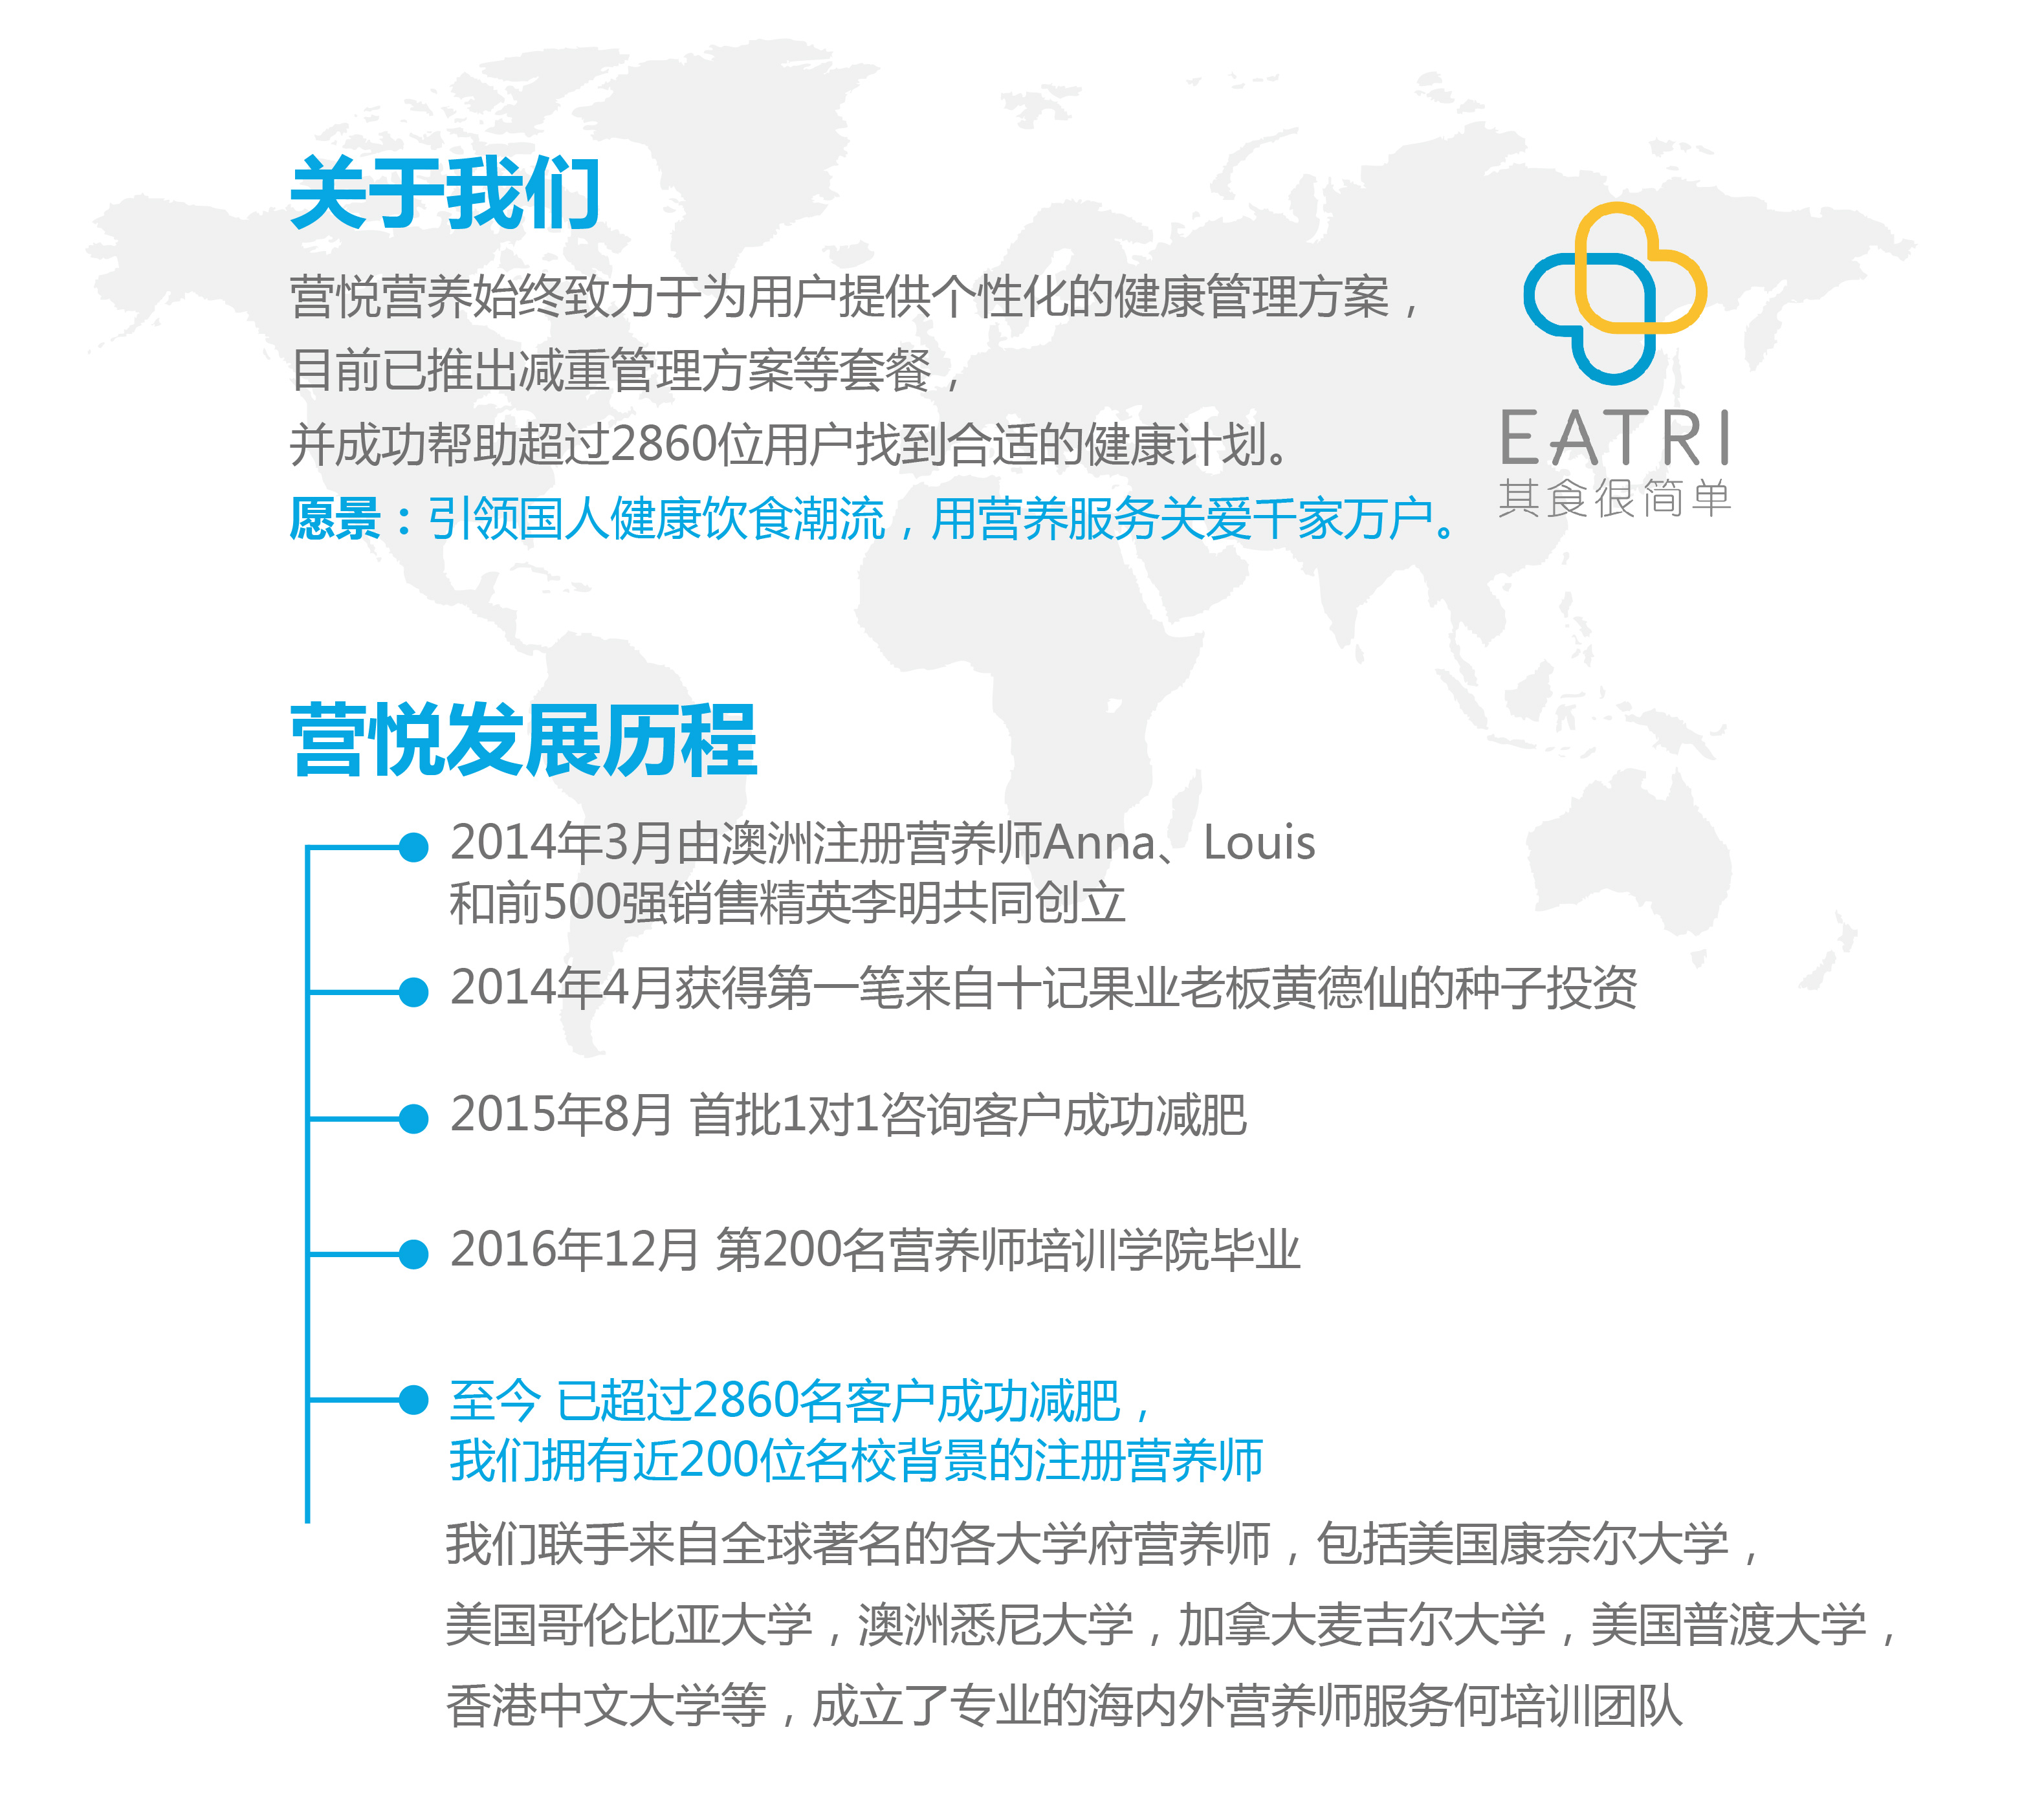 关于我们
营悦营养始终致力于为用户提供个性化的健康管理方案，
目前已推出减重管理方案等套餐，
并成功帮助超过2860位用户找到合适的健康计划。
愿景：引领国人健康饮食潮流，用营养服务关爱千家万户。
EATRI
其食很简单
营悦发展历程
2014年3月由澳洲注册营养师Anna、Louis
和前500强销售精英李明共同创立
2014年4月获得第一笔来自十记果业老板黄德仙的种子投资
2015年8月 首批1对1咨询客户成功减肥
2016年12月 第200名营养师培训学院毕业
至今 已超过2860名客户成功减肥，
我们拥有近200位名校背景的注册营养师
我们联手来自全球著名的各大学府营养师，包括美国康奈尔大学，
美国哥伦比亚大学，澳洲悉尼大学，加拿大麦吉尔大学，美国普渡大学，
香港中文大学等，成立了专业的海内外营养师服务何培训团队